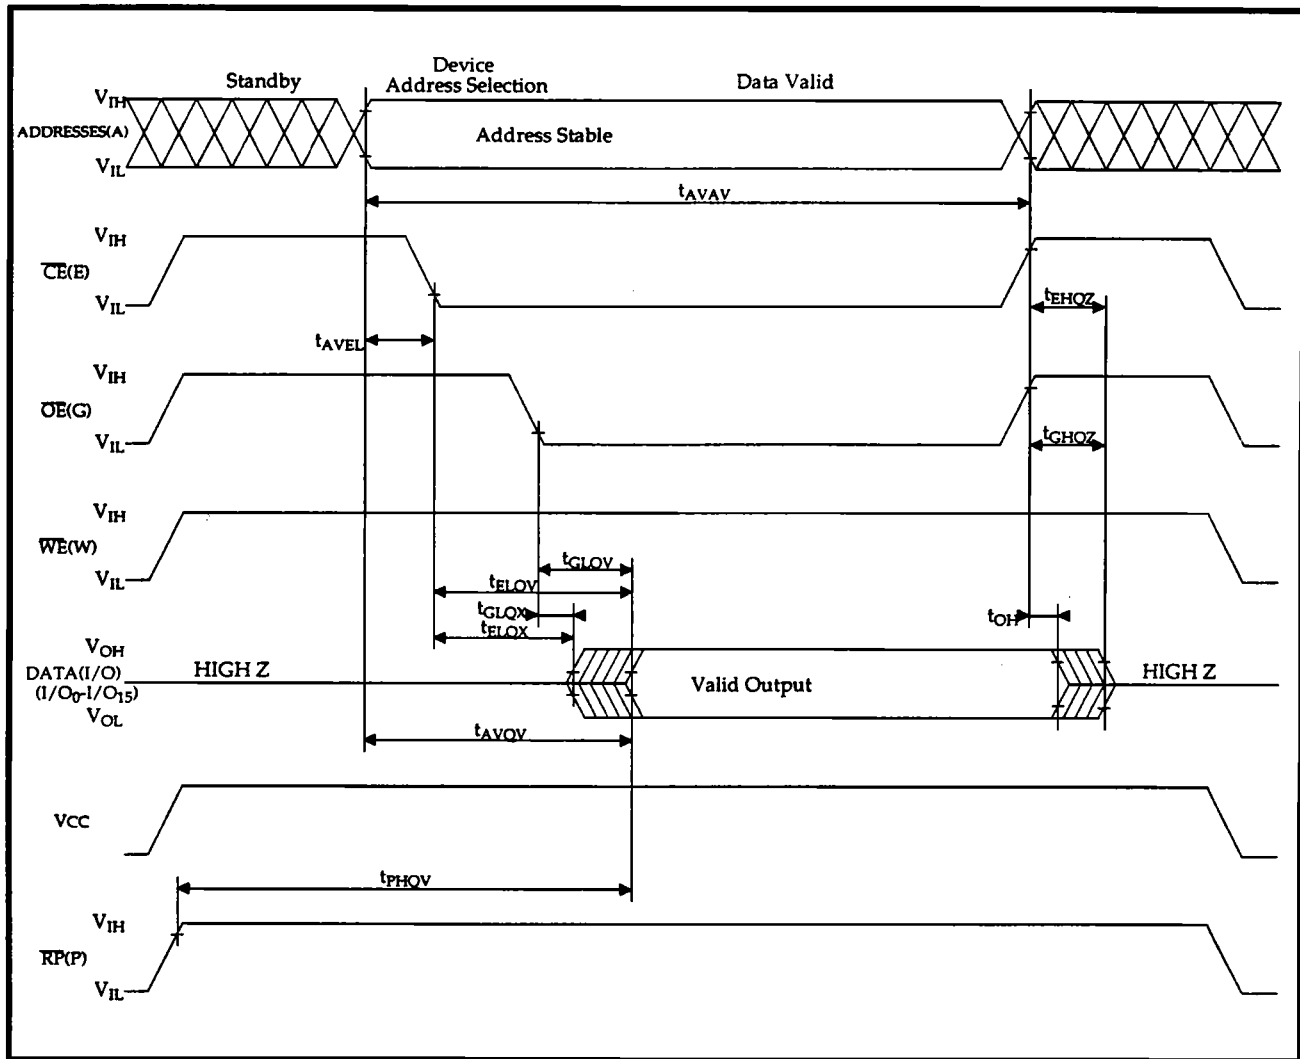 Standby
Device
Address Selection
Data Valid
VIH
ADDRESSES(A)
Address Stable
VIL
tAVAV
VIH
CE(E)
VIL
tEHQZ
tAVEL
VIH
OE(G)
VIL
tGHQZ
VIH
WE(W)
VIL
tGLQV
tELQV
tGLQX
tELQX
tOH
VOH
DATA(I/O)
(I/O0-I/O15)
VOL
HIGH Z
Valid Output
HIGH Z
tAVQV
VCC
tPHQV
VIH
RP(P)
VIL